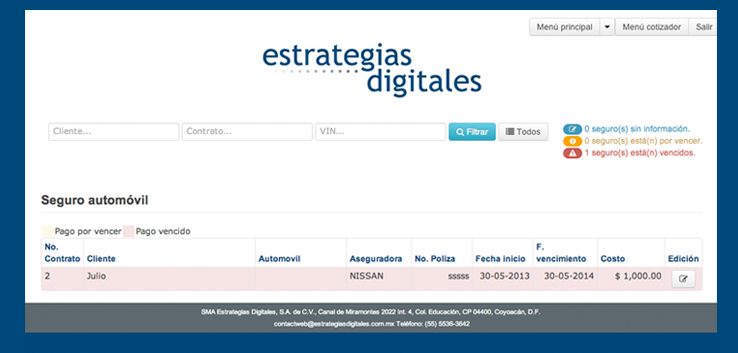 Menú principal Menú cotizador Salir
estrategias
digitales
Cliente... Contrato... VIN... Filtrar Todos
0 seguro(s) sin información.
0 seguro(s) está(n) por vencer.
1 seguro(s) está(n) vencidos.
Seguro automóvil
Pago por vencer Pago vencido
No. Contrato Cliente Automovil Aseguradora No. Poliza Fecha inicio F. vencimiento Costo Edición
2 Julio NISSAN sssss 30-05-2013 30-05-2014 $ 1,000.00
SMA Estrategias Digitales, S.A. de C.V., Canal de Miramontes 2022 Int. 4, Col. Educación, CP 04400, Coyoacán, D.F.
contactweb@estrategiasdigitales.com.mx Teléfono: (55) 5536-3642